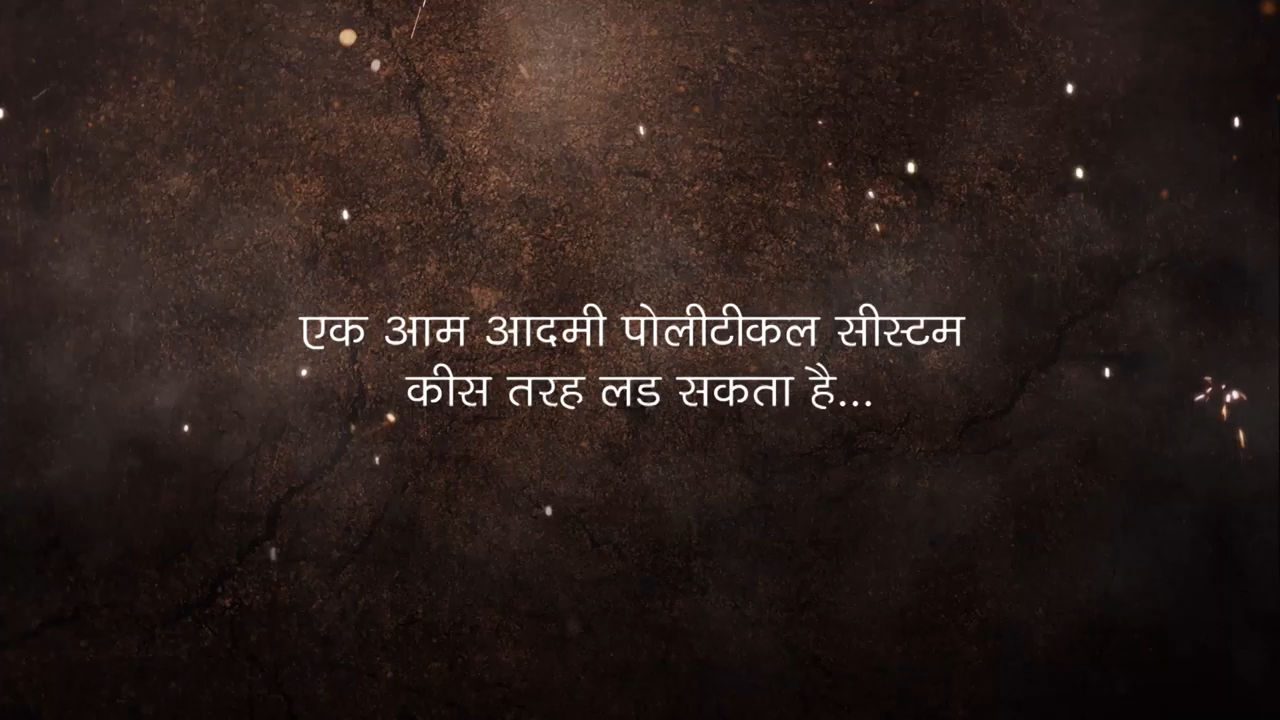 एक आम आदमी पोलीटीकल सीस्टम
कीस तरह लड सकता है...